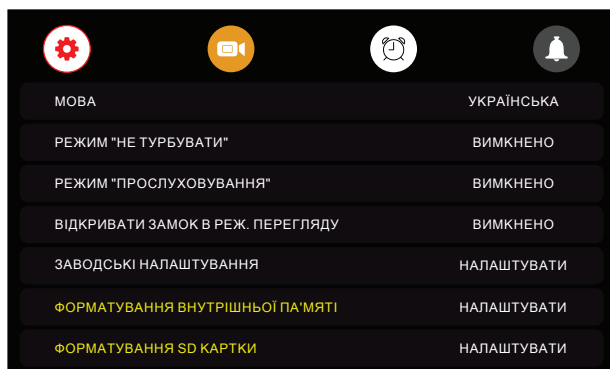 МОВА УКРАЇНСЬКА
РЕЖИМ "НЕ ТУРБУВАТИ" ВИМКНЕНО
РЕЖИМ "ПРОСЛУХОВУВАННЯ" ВИМКНЕНО
ВІДКРИВАТИ ЗАМОК В РЕЖ. ПЕРЕГЛЯДУ ВИМКНЕНО
ЗАВОДСЬКІ НАЛАШТУВАННЯ НАЛАШТУВАТИ
ФОРМАТУВАННЯ ВНУТРІШНЬОЇ ПА'МЯТІ НАЛАШТУВАТИ
ФОРМАТУВАННЯ SD КАРТКИ НАЛАШТУВАТИ